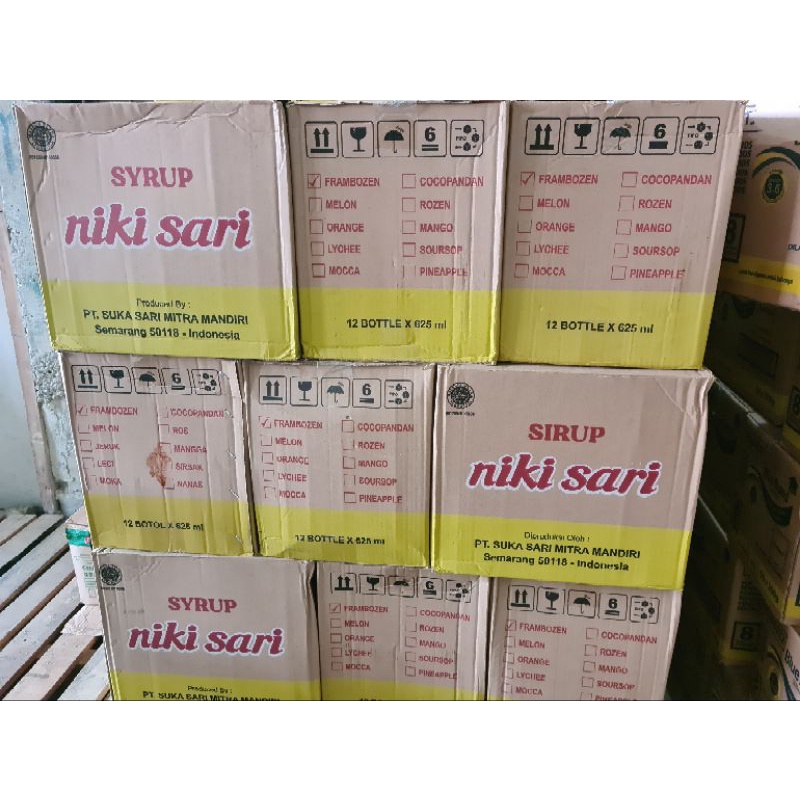 SYRUP
niki sari
Produced By :
PT. SUKA SARI MITRA MANDIRI
Semarang 50118 - Indonesia
6
FRAMBOZEN COCOPANDAN
MELON ROZEN
ORANGE MANGO
LYCHEE SOURSOP
MOCCA PINEAPPLE
12 BOTTLE X 625 ml
6
FRAMBOZEN COCOPANDAN
MELON ROZEN
ORANGE MANGO
LYCHEE SOURSOP
MOCCA PINEAPPLE
12 BOTTLE X 625 ml
6
FRAMBOZEN COCOPANDAN
MELON ROS
JERUK MANGGA
LECI SIRSAK
MOKA NANAS
12 BOTOL X 625 ml
6
FRAMBOZEN COCOPANDAN
MELON ROZEN
ORANGE MANGO
LYCHEE SOURSOP
MOCCA PINEAPPLE
12 BOTTLE X 625 ml
SIRUP
niki sari
Diproduksi Oleh :
PT. SUKA SARI MITRA MANDIRI
Semarang 50118 - Indonesia
SYRUP
niki sari
Produced By :
PT. SUKA SARI MITRA MANDIRI
6
FRAMBOZEN COCOPANDAN
MELON ROZEN
ORANGE MANGO
LYCHEE SOURSOP
MOCCA PINEAPPLE
6
FRAMBOZEN COCOPANDAN
MELON ROZEN
ORANGE MANGO
LYCHEE SOURSOP
MOCCA PINEAPPLE
8
8